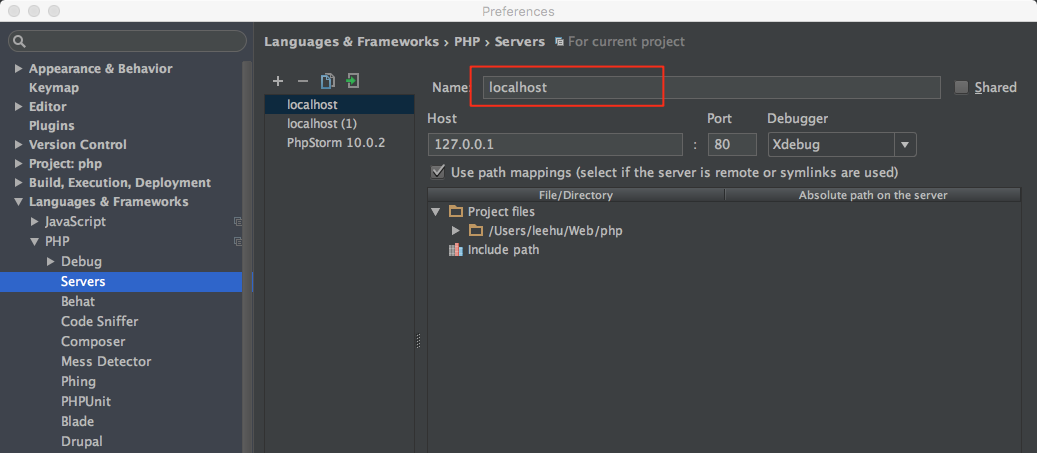 Preferences
Languages & Frameworks › PHP › Servers For current project
Appearance & Behavior
Keymap
Editor
Plugins
Version Control
Project: php
Build, Execution, Deployment
Languages & Frameworks
JavaScript
PHP
Debug
Servers
Behat
Code Sniffer
Composer
Mess Detector
Phing
PHPUnit
Blade
Drupal
localhost
localhost (1)
PhpStorm 10.0.2
Name: localhost Shared
Host Port Debugger
127.0.0.1 : 80 Xdebug
Use path mappings (select if the server is remote or symlinks are used)
File/Directory Absolute path on the server
Project files
/Users/leehu/Web/php
Include path